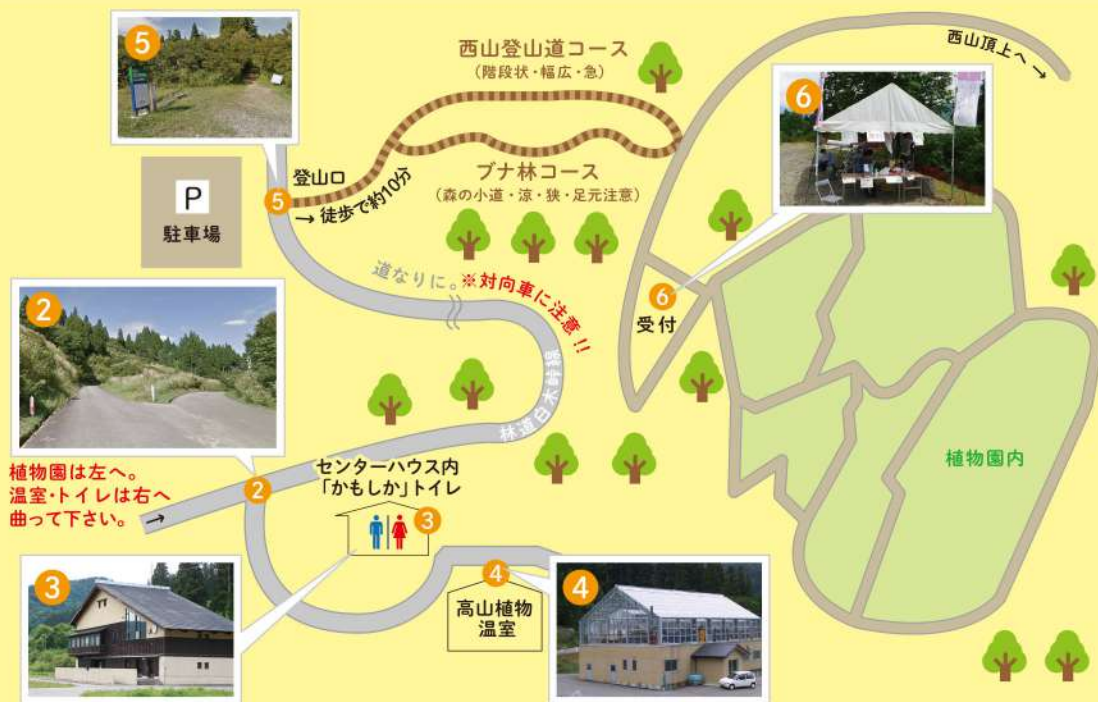 5
西山登山道コース
(階段状・幅広・急)
西山頂上へ →
6
登山口
→ 徒歩で約10分
5
ブナ林コース
(森の小道・涼・狭・足元注意)
P
駐車場
道なりに。※対向車に注意!!
6
受付
2
林道白木峠線
植物園は左へ。
温室・トイレは右へ
曲って下さい。
→
2
センターハウス内
「かもしか」トイレ
3
植物園内
3
4
高山植物
温室
4